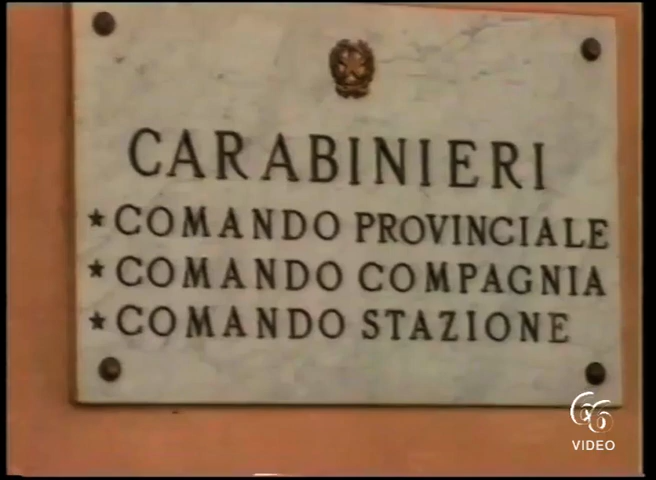 CARABINIERI
★ COMANDO PROVINCIALE
★ COMANDO COMPAGNIA
★ COMANDO STAZIONE
VIDEO